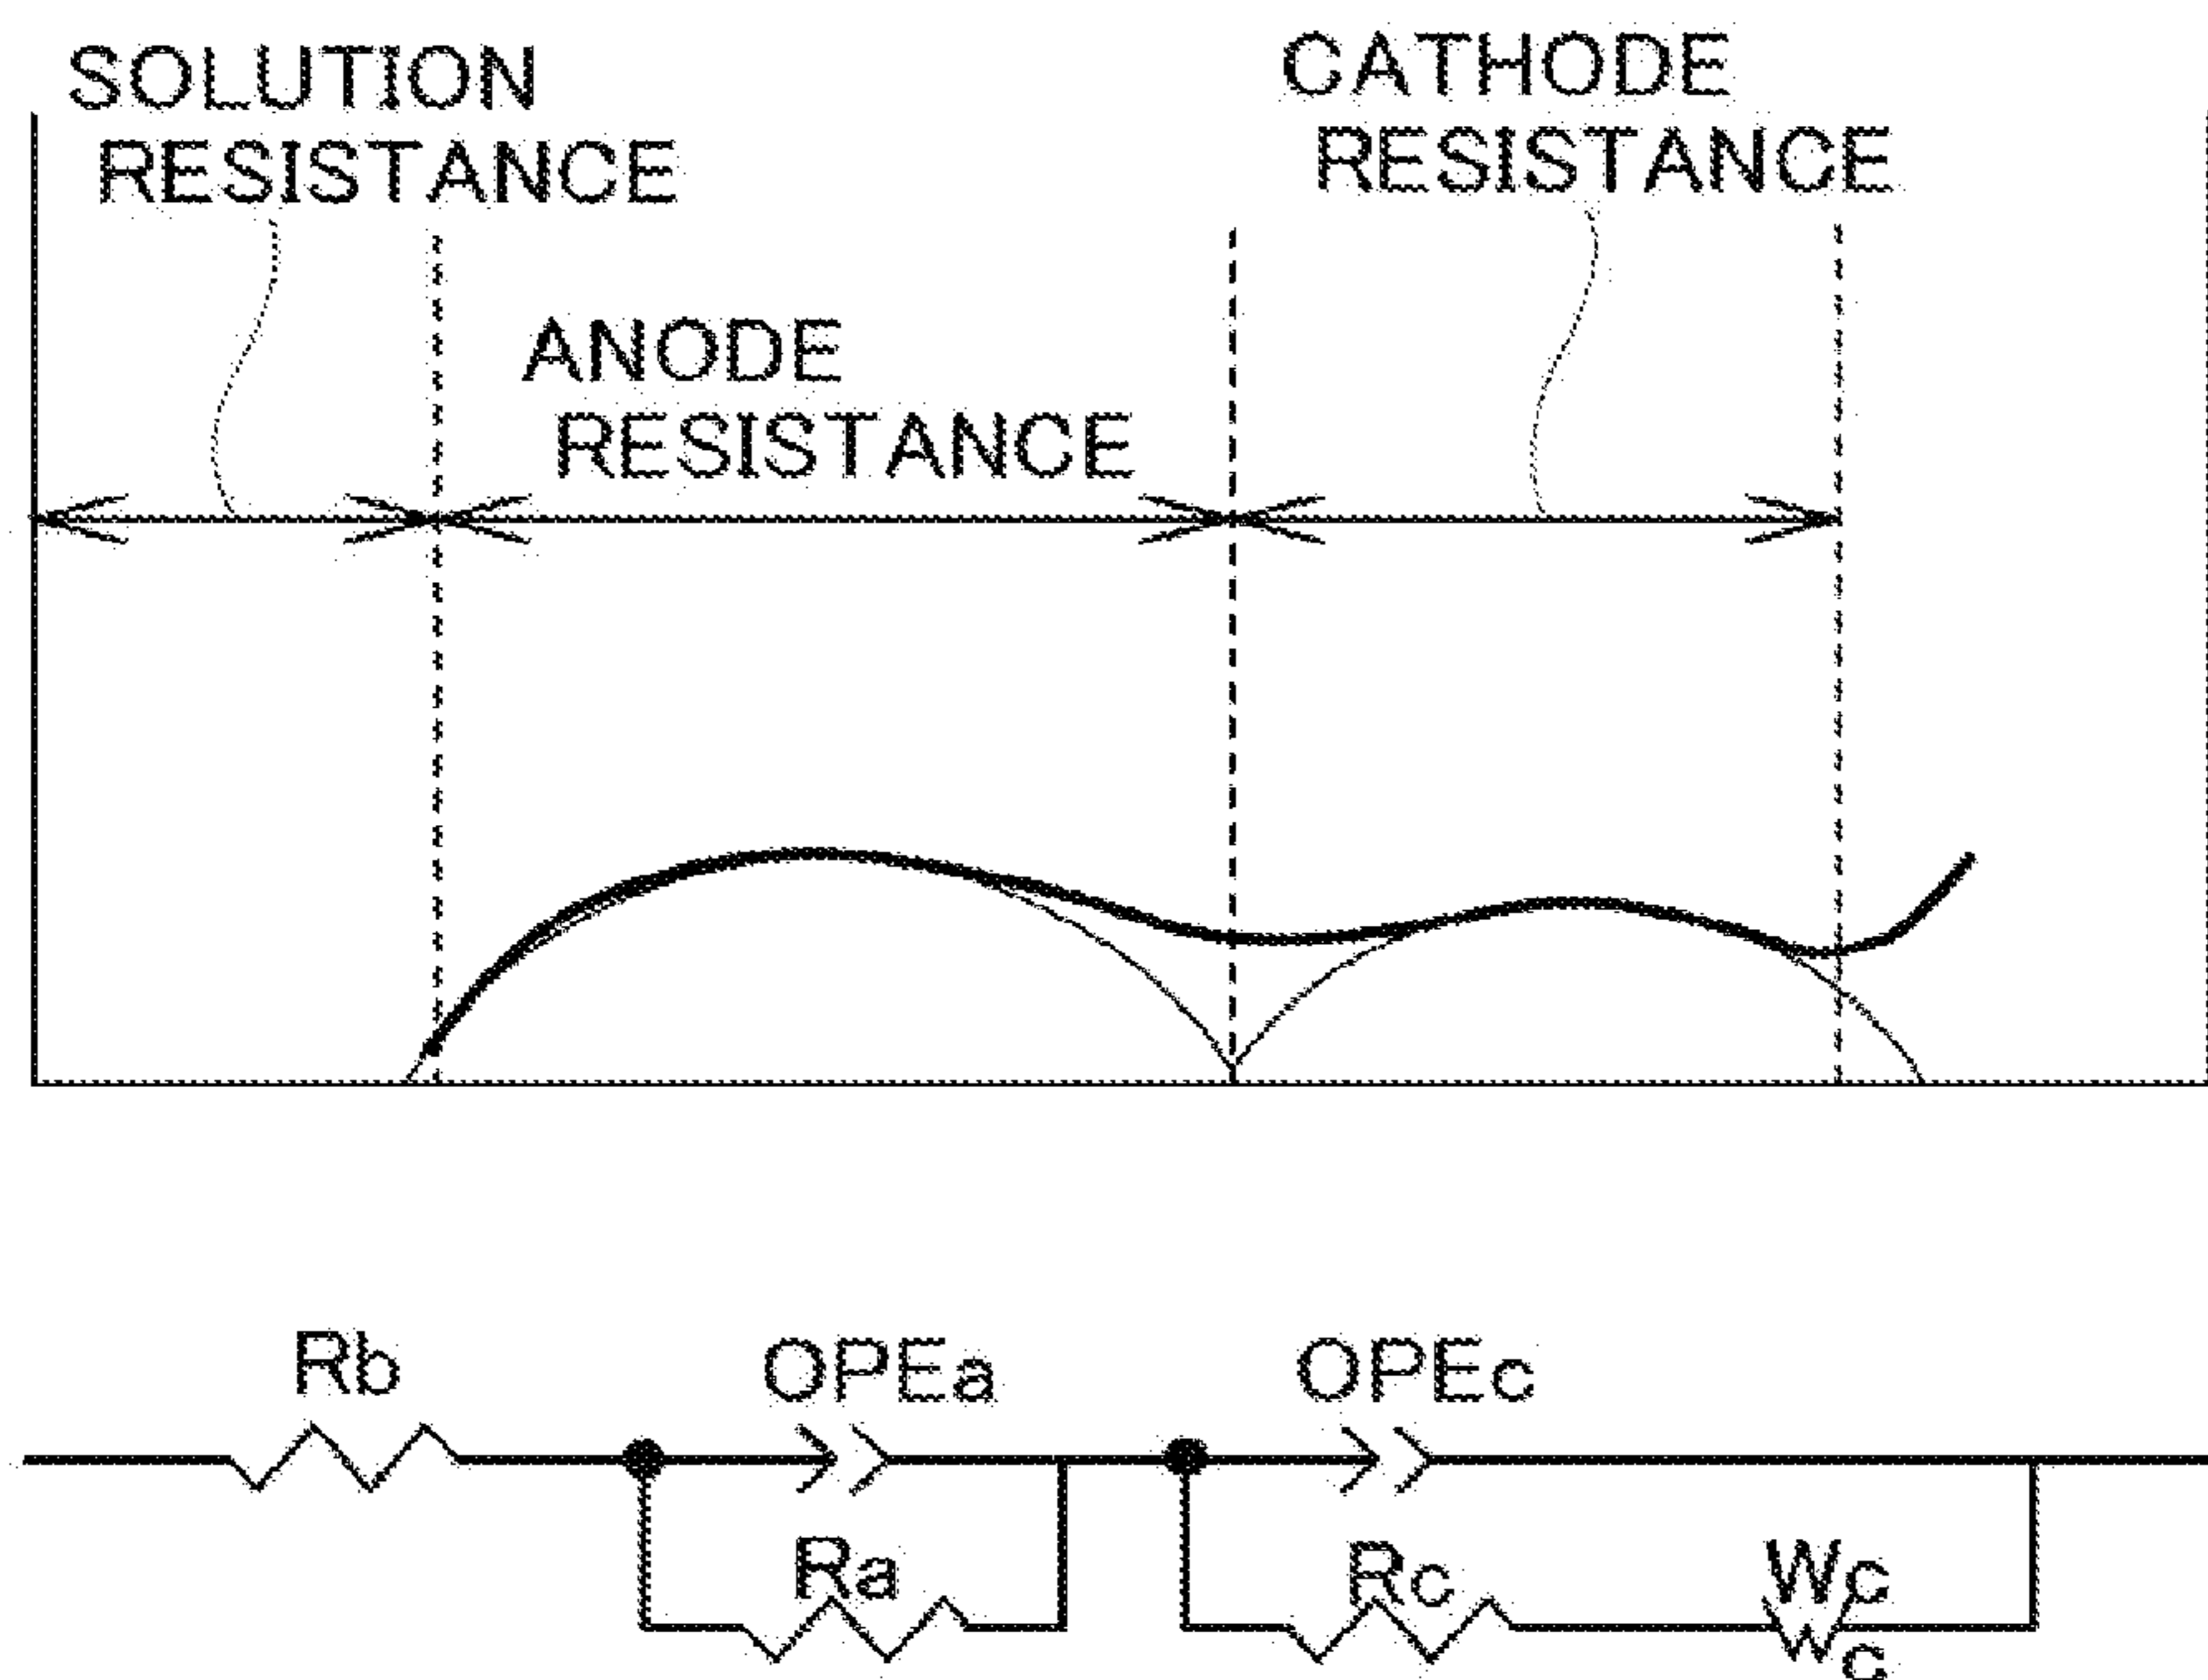 SOLUTION
RESISTANCE
CATHODE
RESISTANCE
ANODE
RESISTANCE
Rb
OPEa
OPEc
Ra
Rc
Wc
c